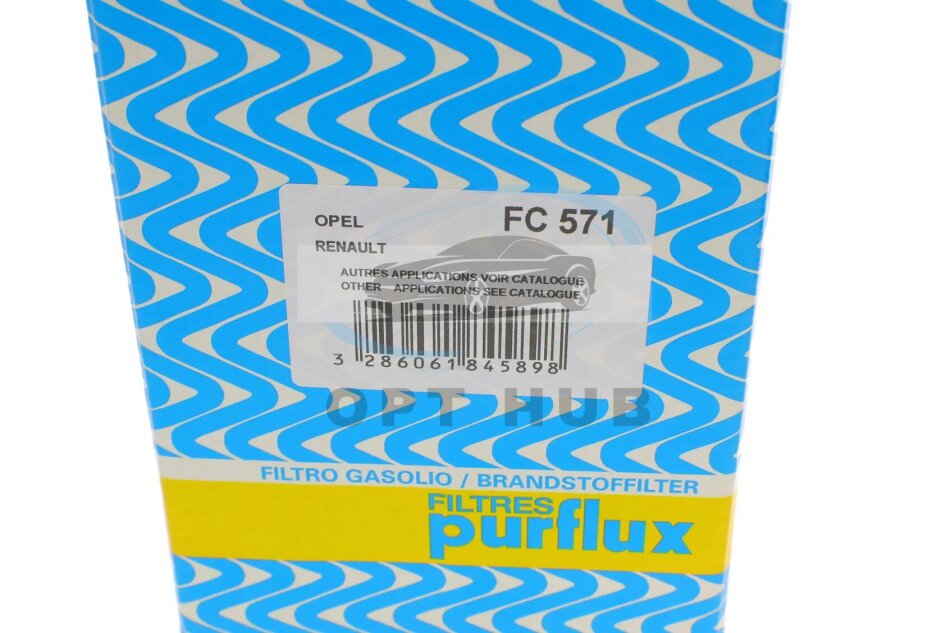 OPEL FC 571
RENAULT
AUTRES APPLICATIONS VOIR CATALOGUE
OTHER APPLICATIONS SEE CATALOGUE
3 286061 845898
OPT HUB
FILTRO GASOLIO / BRANDSTOFFILTER
FILTRES
purflux